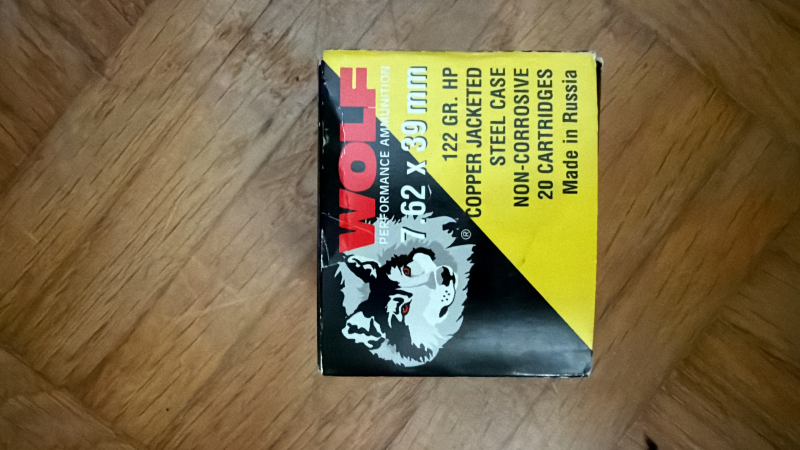 WOLF
PERFORMANCE AMMUNITION
7.62 x 39 mm
122 GR. HP
COPPER JACKETED
STEEL CASE
NON-CORROSIVE
20 CARTRIDGES
Made in Russia
®